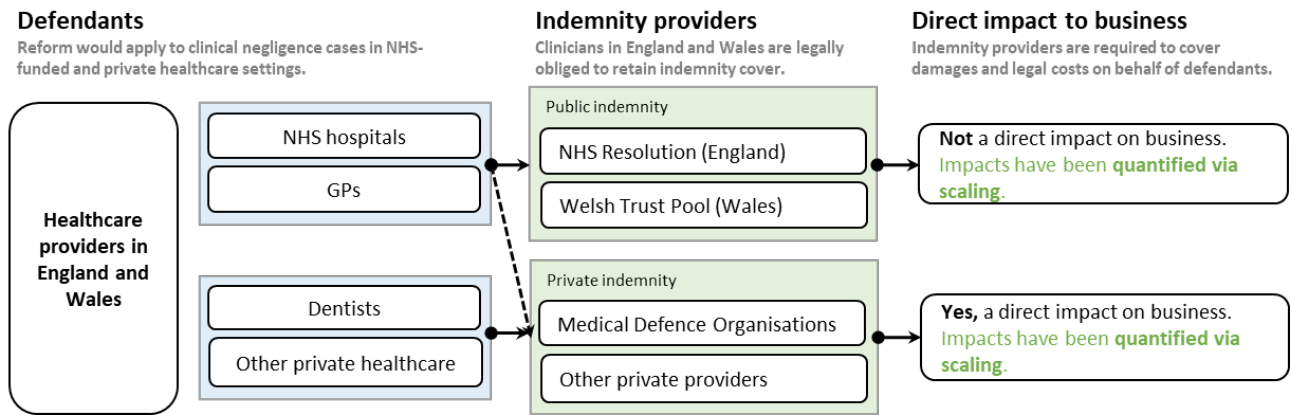 Defendants
Reform would apply to clinical negligence cases in NHS-
funded and private healthcare settings.
Indemnity providers
Clinicians in England and Wales are legally
obliged to retain indemnity cover.
Direct impact to business
Indemnity providers are required to cover
damages and legal costs on behalf of defendants.
Healthcare
providers in
England and
Wales
NHS hospitals
GPs
Dentists
Other private healthcare
Public indemnity
NHS Resolution (England)
Welsh Trust Pool (Wales)
Private indemnity
Medical Defence Organisations
Other private providers
Not a direct impact on business.
Impacts have been quantified via
scaling.
Yes, a direct impact on business.
Impacts have been quantified via
scaling.